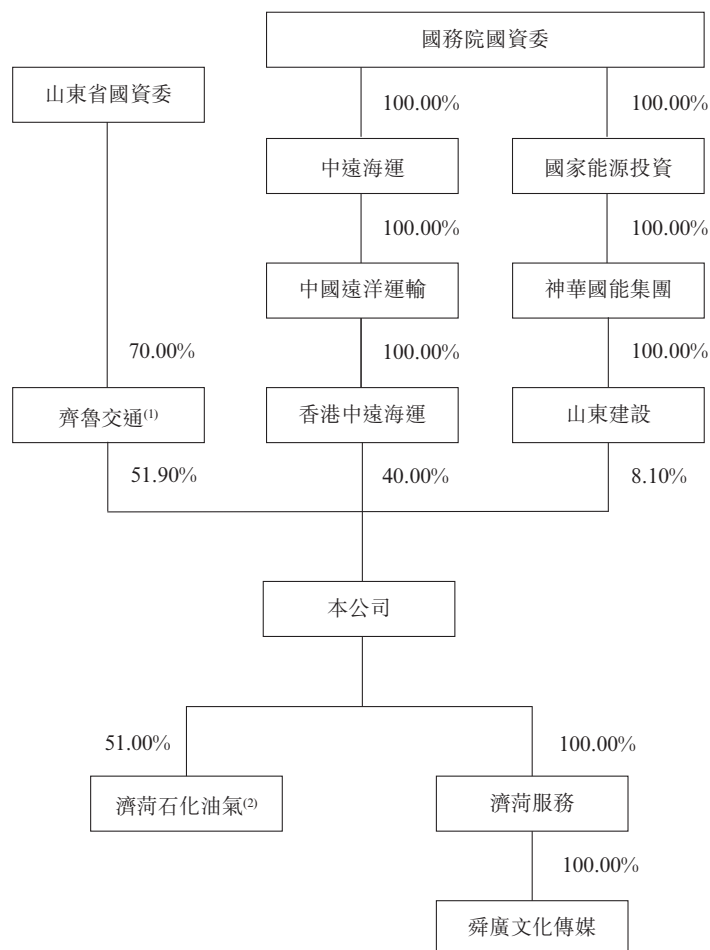 國務院國資委
山東省國資委
100.00%
100.00%
中遠海運
國家能源投資
100.00%
100.00%
中國遠洋運輸
神華國能集團
70.00%
100.00%
100.00%
齊魯交通(1)
香港中遠海運
山東建設
51.90%
40.00%
8.10%
本公司
51.00%
100.00%
濟菏石化油氣(2)
濟菏服務
100.00%
舜廣文化傳媒